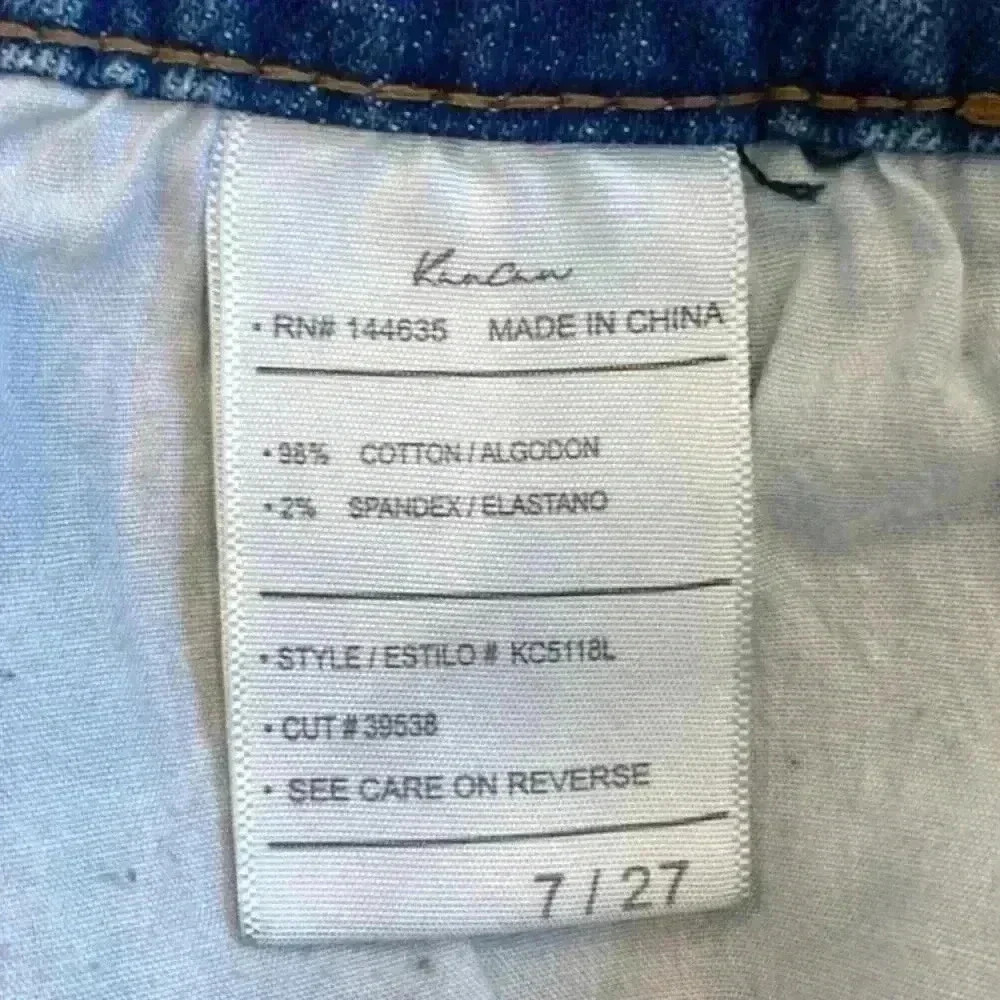 KanCan
• RN# 144635 MADE IN CHINA
• 98% COTTON / ALGODON
• 2% SPANDEX / ELASTANO
• STYLE / ESTILO # KC5118L
• CUT # 39538
• SEE CARE ON REVERSE
7 / 27